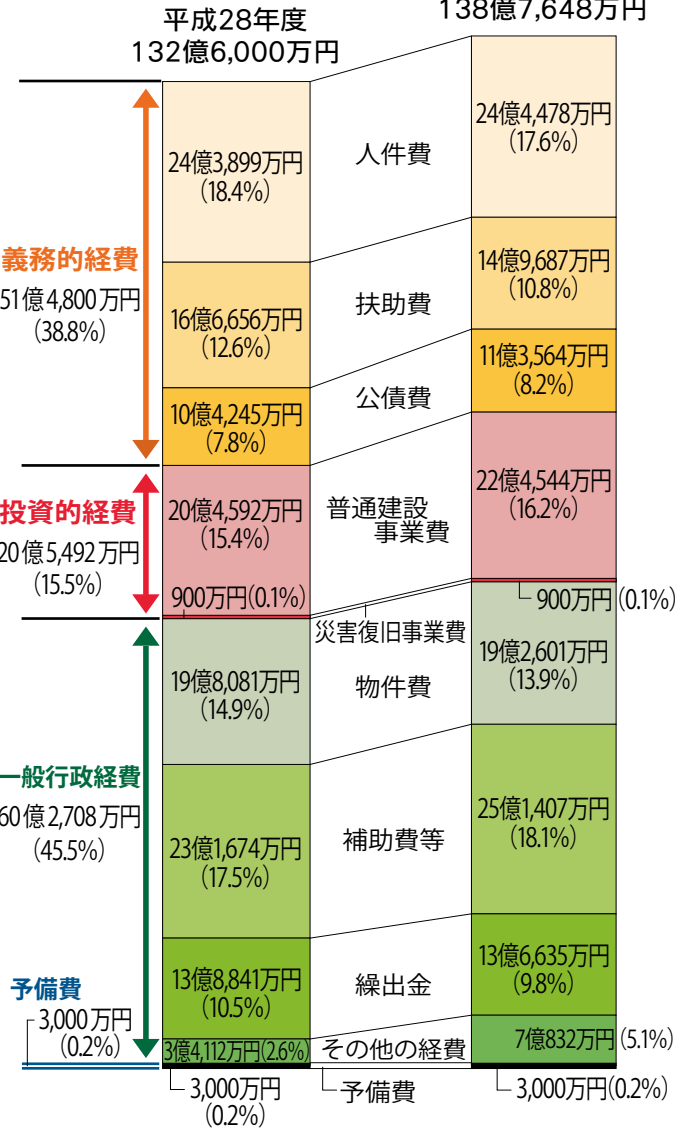 平成28年度
132億6,000万円
138億7,648万円
義務的経費
51億4,800万円
(38.8%)
投資的経費
20億5,492万円
(15.5%)
一般行政経費
60億2,708万円
(45.5%)
予備費
3,000万円
(0.2%)
24億3,899万円
(18.4%)
16億6,656万円
(12.6%)
10億4,245万円
(7.8%)
20億4,592万円
(15.4%)
900万円(0.1%)
19億8,081万円
(14.9%)
23億1,674万円
(17.5%)
13億8,841万円
(10.5%)
3億4,112万円(2.6%)
3,000万円
(0.2%)
人件費
扶助費
公債費
普通建設
事業費
災害復旧事業費
物件費
補助費等
繰出金
その他の経費
予備費
24億4,478万円
(17.6%)
14億9,687万円
(10.8%)
11億3,564万円
(8.2%)
22億4,544万円
(16.2%)
900万円(0.1%)
19億2,601万円
(13.9%)
25億1,407万円
(18.1%)
13億6,635万円
(9.8%)
7億832万円(5.1%)
3,000万円(0.2%)